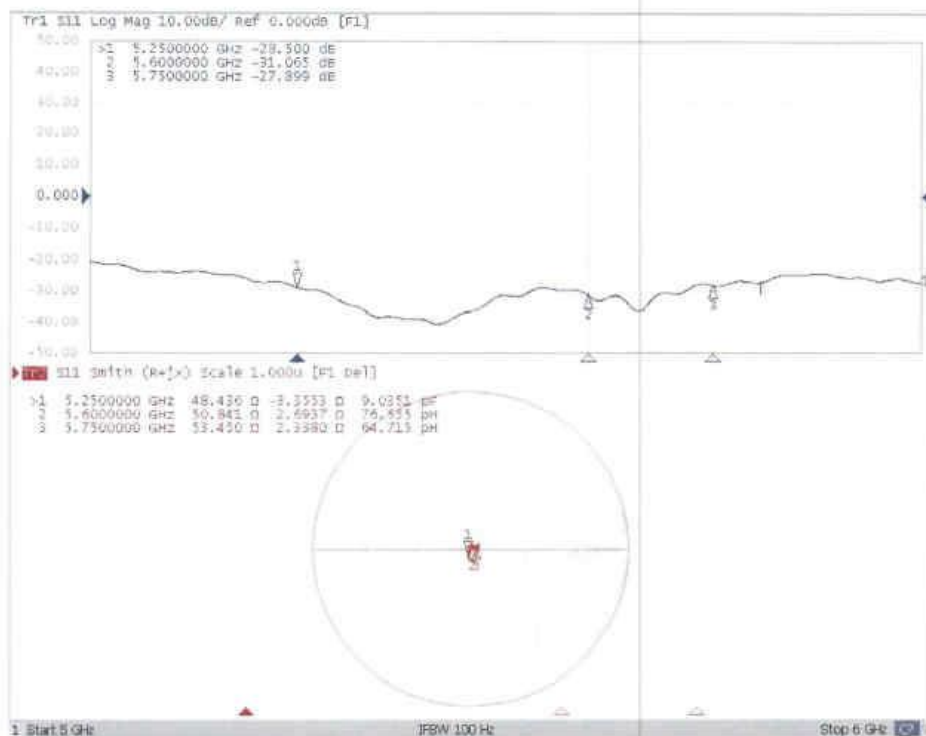 Tr1 S11 Log Mag 10.00dB/ Ref 0.000dB [F1]
50.00
40.00
30.00
20.00
10.00
0.000
-10.00
-20.00
-30.00
-40.00
-50.00
>1 5.2500000 GHz -28.500 dB
2 5.6000000 GHz -31.065 dB
3 5.7500000 GHz -27.899 dB
S11 Smith (R+jX) Scale 1.000U [F1 Del]
>1 5.2500000 GHz 48.436 Ω -3.3553 Ω 9.0351 pF
2 5.6000000 GHz 50.841 Ω 2.6937 Ω
3 5.7500000 GHz 53.450 Ω 2.3380 Ω 64.715 pH
1 Start 5 GHz
IFBW 100 Hz
Stop 6 GHz